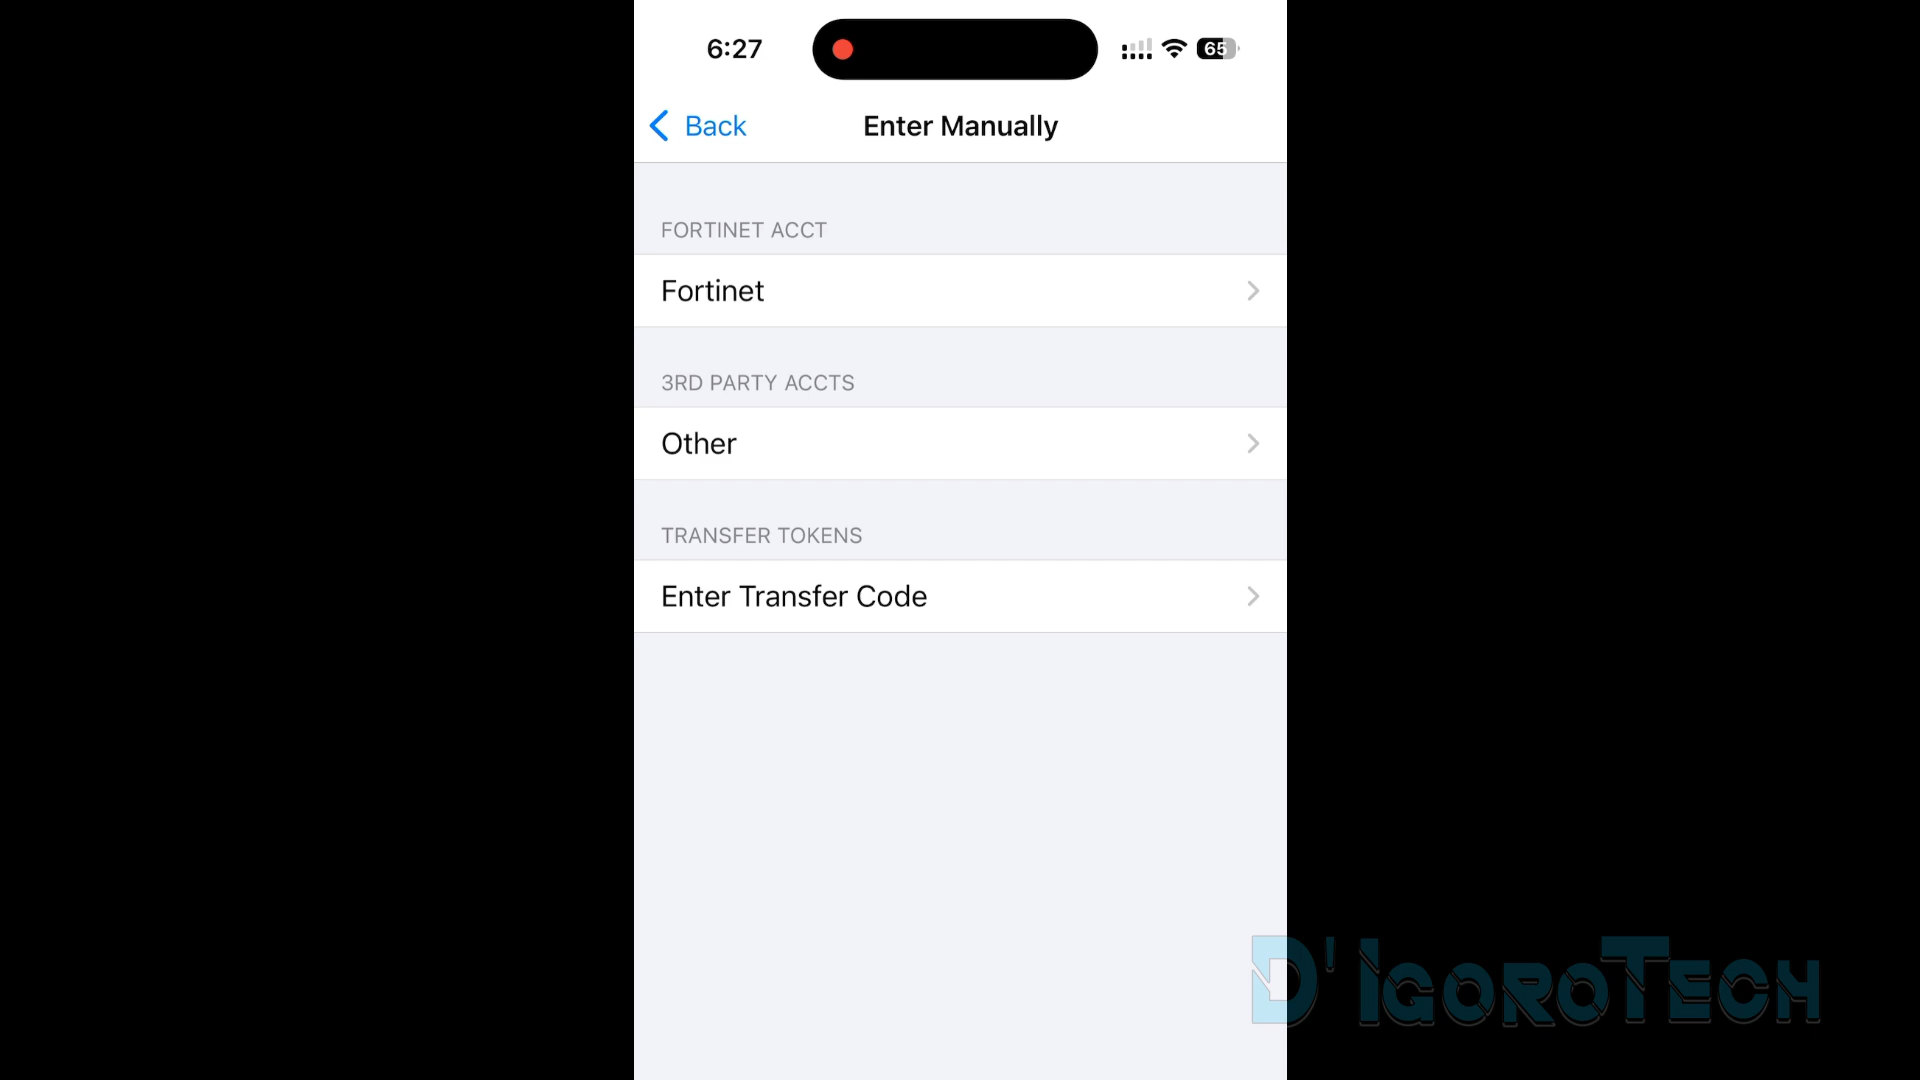 6:27
65
Back
Enter Manually
FORTINET ACCT
Fortinet
3RD PARTY ACCTS
Other
TRANSFER TOKENS
Enter Transfer Code
D' IGOROTECH